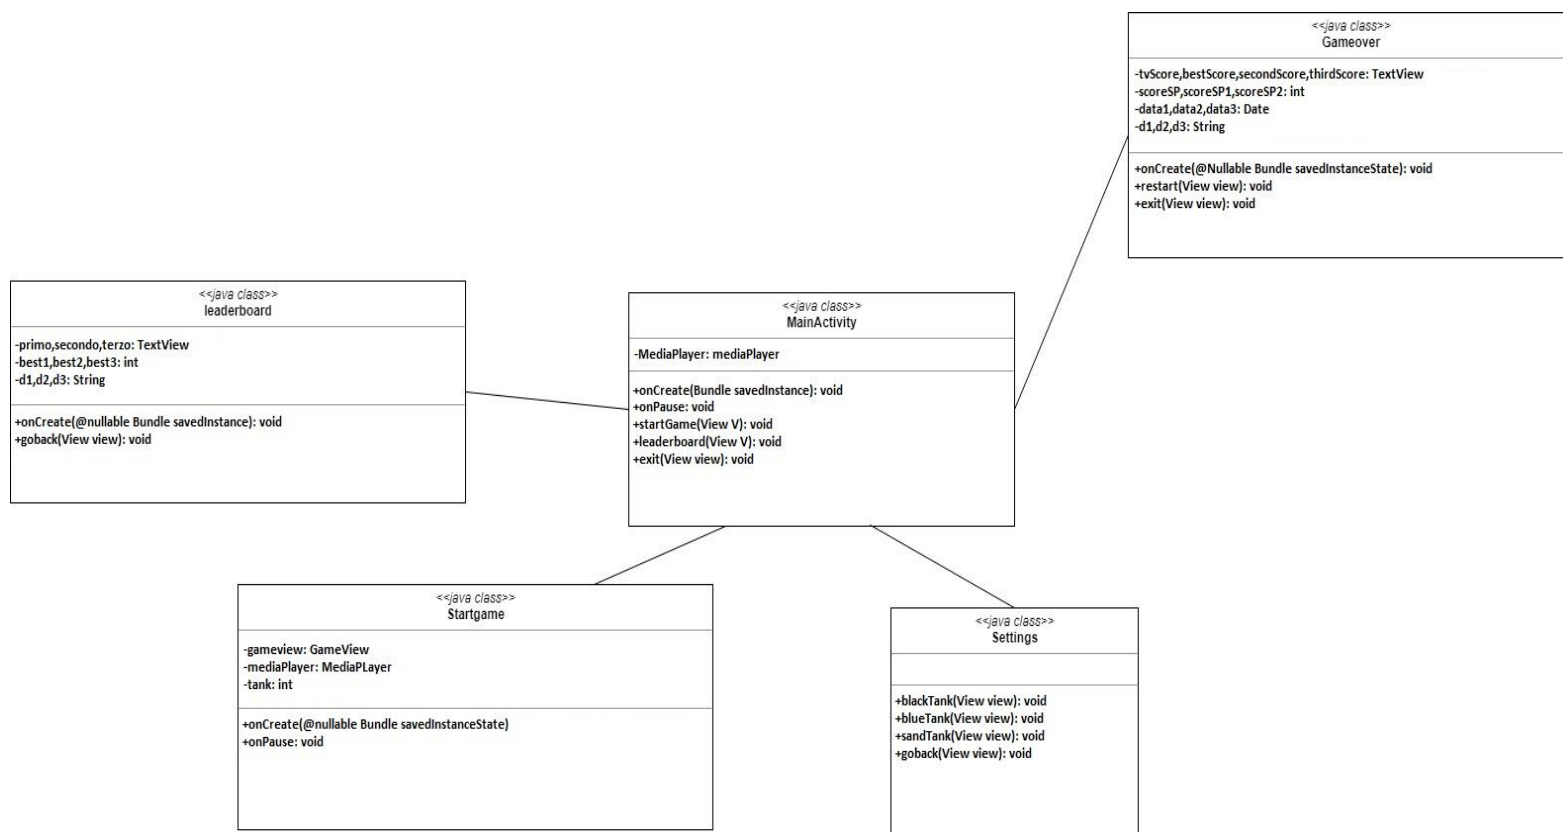 <<java class>>
Gameover
-tvScore,bestScore,secondScore,thirdScore: TextView
-scoreSP,scoreSP1,scoreSP2: int
-data1,data2,data3: Date
-d1,d2,d3: String
+onCreate(@Nullable Bundle savedInstanceState): void
+restart(View view): void
+exit(View view): void
<<java class>>
leaderboard
-primo,secondo,terzo: TextView
-best1,best2,best3: int
-d1,d2,d3: String
+onCreate(@nullable Bundle savedInstance): void
+goback(View view): void
<<java class>>
MainActivity
-MediaPlayer: mediaPlayer
+onCreate(Bundle savedInstance): void
+onPause: void
+startGame(View V): void
+leaderboard(View V): void
+exit(View view): void
<<java class>>
Startgame
-gameview: GameView
-mediaPlayer: MediaPLayer
-tank: int
+onCreate(@nullable Bundle savedInstanceState)
+onPause: void
<<java class>>
Settings
+blackTank(View view): void
+blueTank(View view): void
+sandTank(View view): void
+goback(View view): void